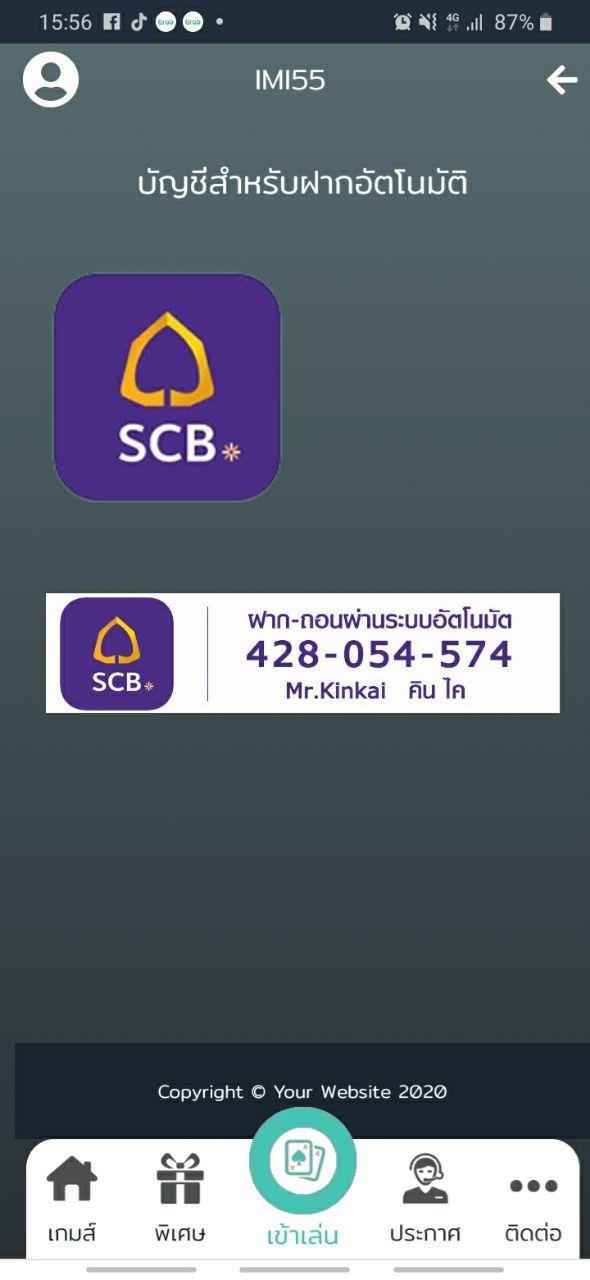 15:56 Grab Grab 4G 87%
IMI55
บัญชีสำหรับฝากอัตโนมัติ
SCB
ฝาก-ถอนผ่านระบบอัตโนมัต
428-054-574
SCB
Mr.Kinkai คิน ไค
Copyright © Your Website 2020
เกมส์ พิเศษ เข้าเล่น ประกาศ ติดต่อ